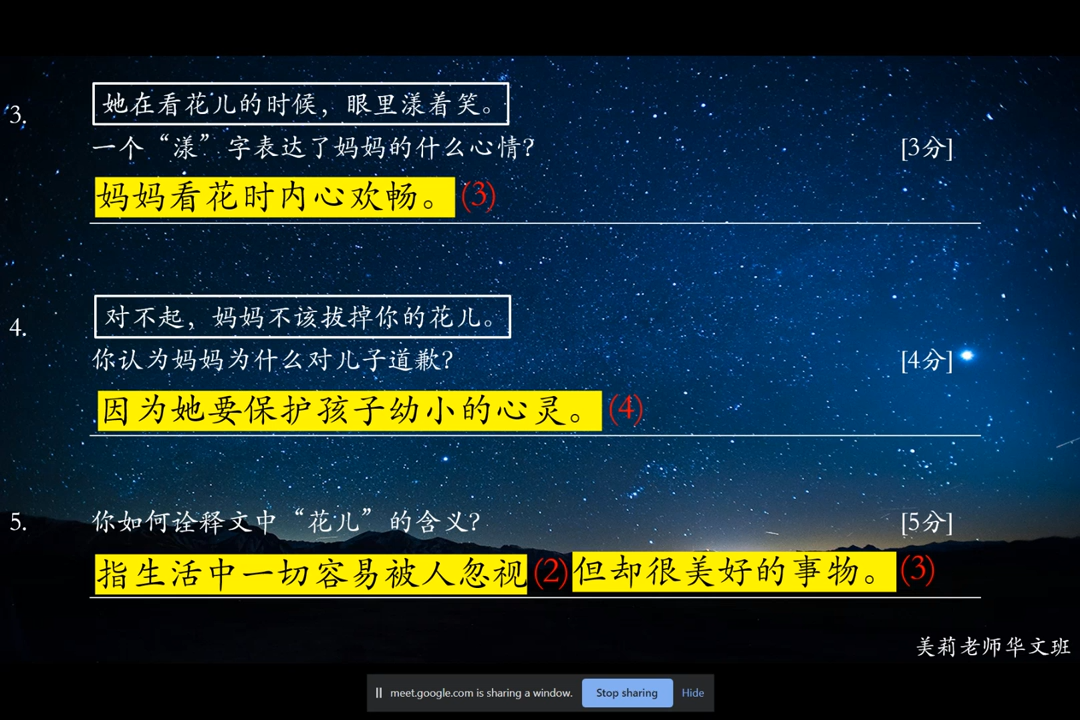 3. 她在看花儿的时候，眼里漾着笑。
一个“漾”字表达了妈妈的什么心情？ [3分]
妈妈看花时内心欢畅。(3)
4. 对不起，妈妈不该拔掉你的花儿。
你认为妈妈为什么对儿子道歉？ [4分]
因为她要保护孩子幼小的心灵。(4)
5. 你如何诠释文中“花儿”的含义？ [5分]
指生活中一切容易被人忽视(2)但却很美好的事物。(3)
美莉老师华文班
meet.google.com is sharing a window. Stop sharing Hide